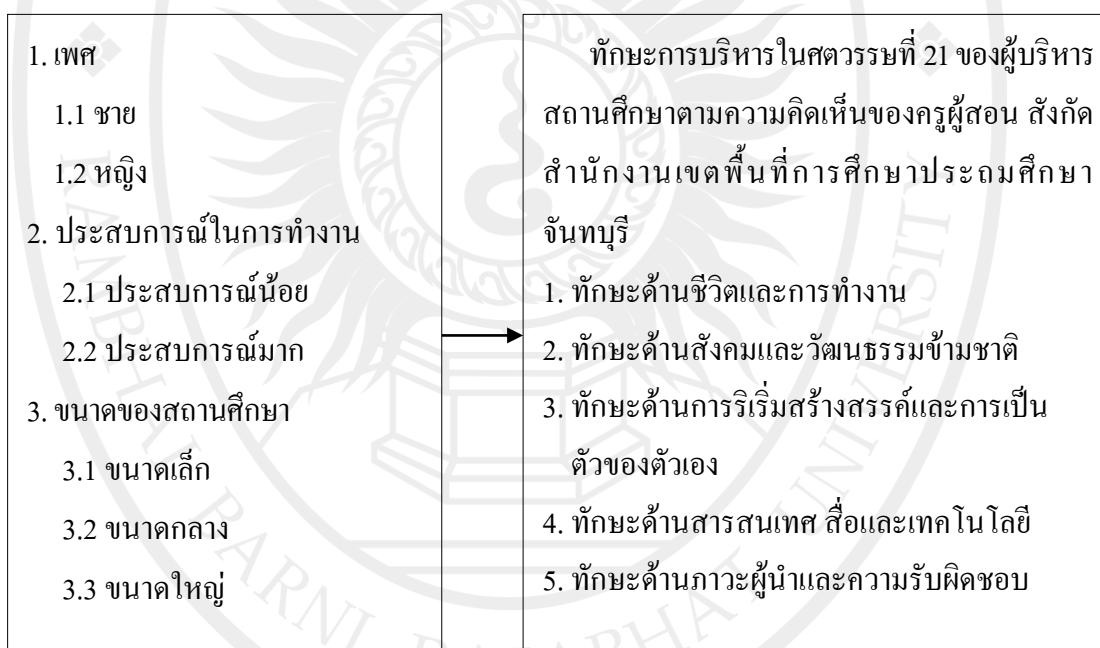 1. เพศ
1.1 ชาย
1.2 หญิง
2. ประสบการณ์ในการทำงาน
2.1 ประสบการณ์น้อย
2.2 ประสบการณ์มาก
3. ขนาดของสถานศึกษา
3.1 ขนาดเล็ก
3.2 ขนาดกลาง
3.3 ขนาดใหญ่
ทักษะการบริหารในศตวรรษที่ 21 ของผู้บริหาร
สถานศึกษาตามความคิดเห็นของครูผู้สอน สังกัด
สำนักงานเขตพื้นที่การศึกษาประถมศึกษา
จันทบุรี
1. ทักษะด้านชีวิตและการทำงาน
2. ทักษะด้านสังคมและวัฒนธรรมข้ามชาติ
3. ทักษะด้านการริเริ่มสร้างสรรค์และการเป็น
ตัวของตัวเอง
4. ทักษะด้านสารสนเทศ สื่อและเทคโนโลยี
5. ทักษะด้านภาวะผู้นำและความรับผิดชอบ
RAMBHAI BARNI RAJABHAT UNIVERSITY